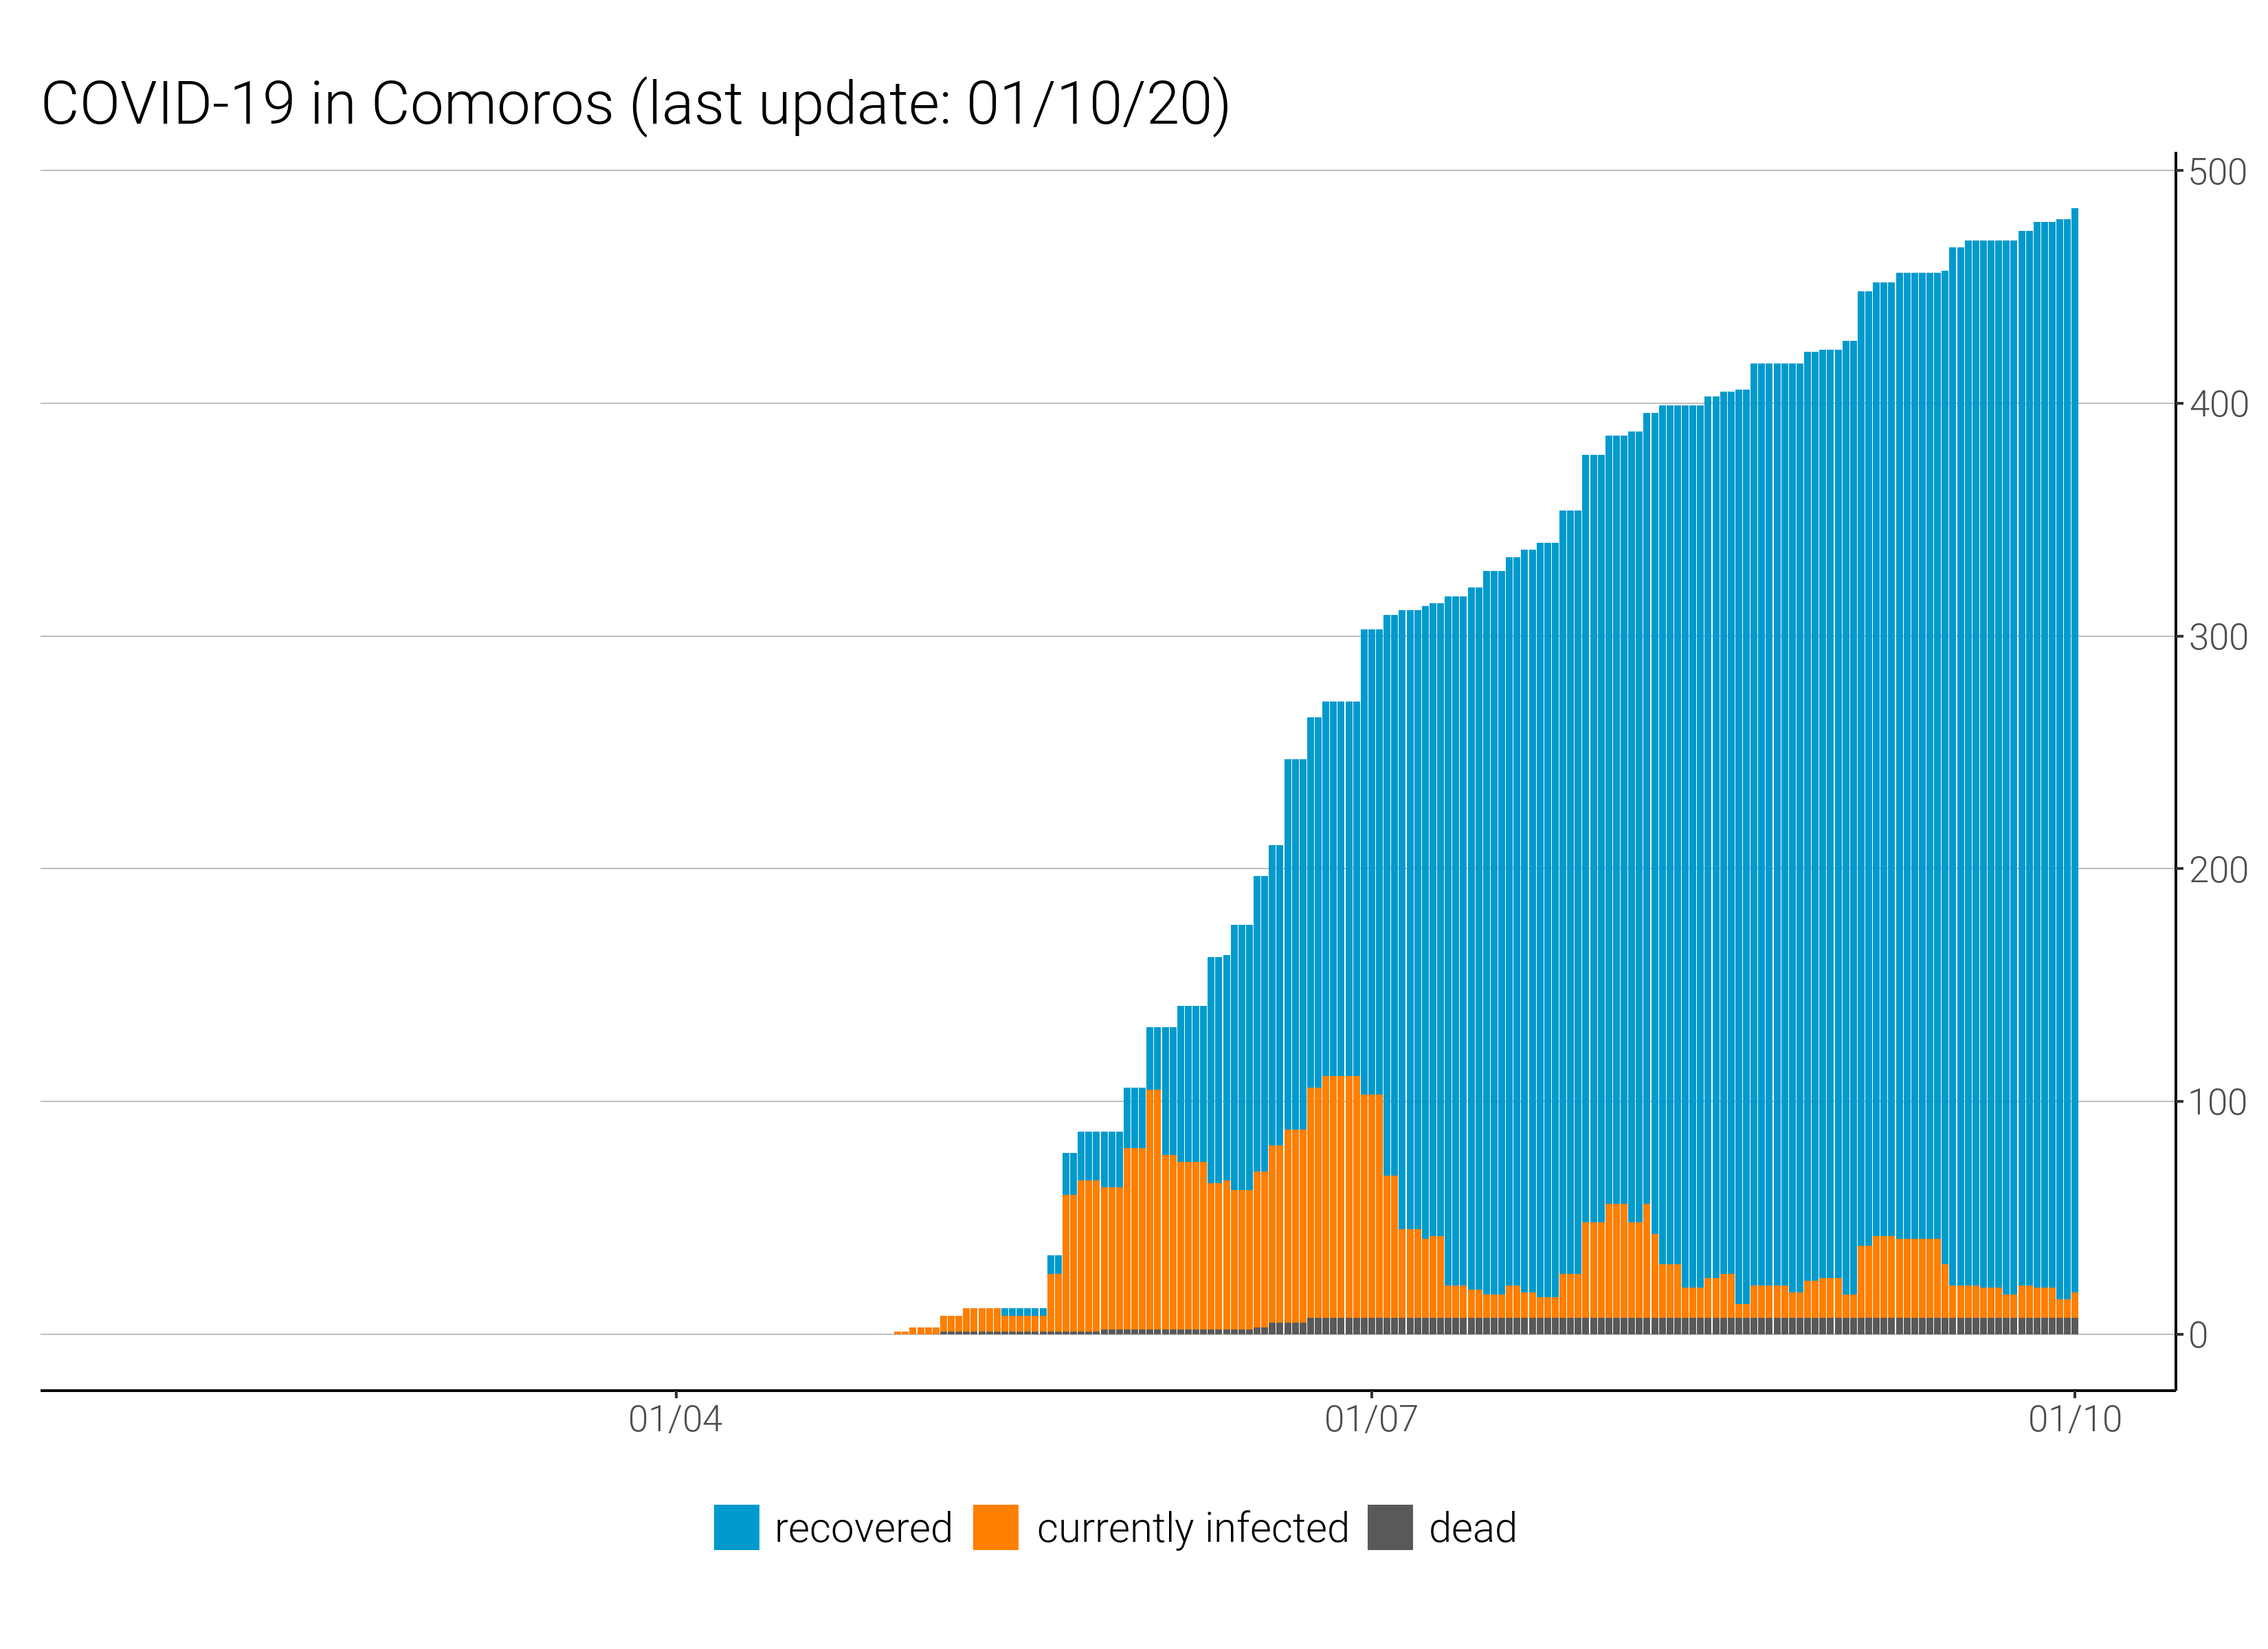 COVID-19 in Comoros (last update: 01/10/20)
500
400
300
200
100
0
01/04 01/07 01/10
recovered currently infected dead